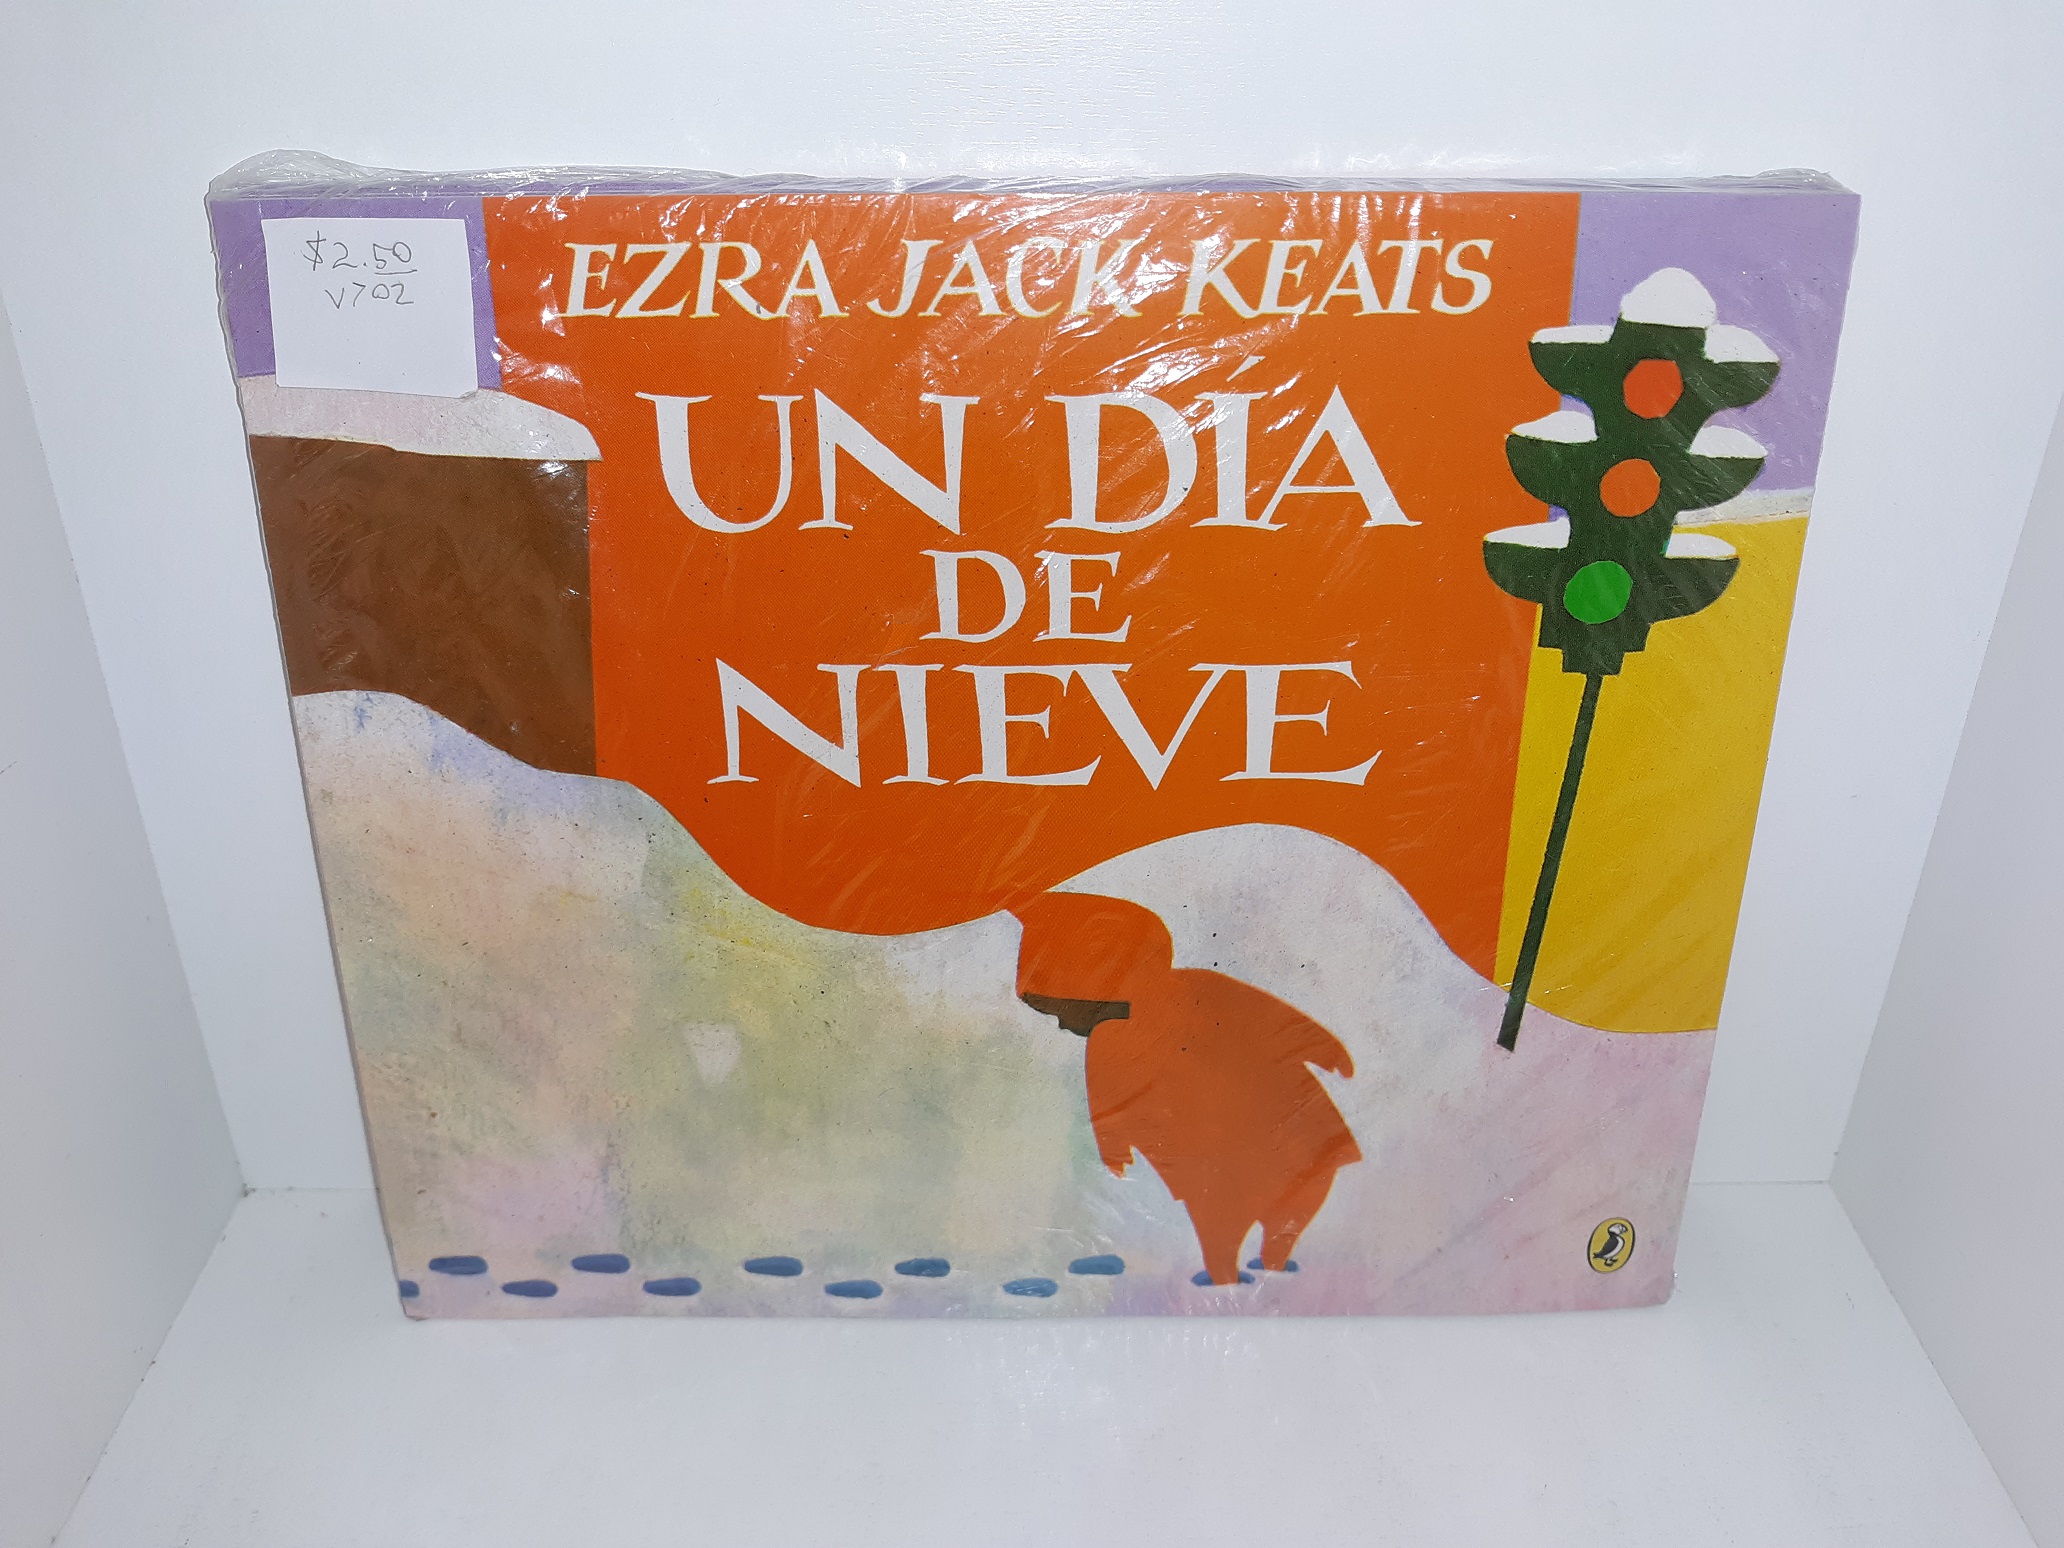 $2.50
V702
EZRA JACK KEATS
UN DÍA
DE
NIEVE